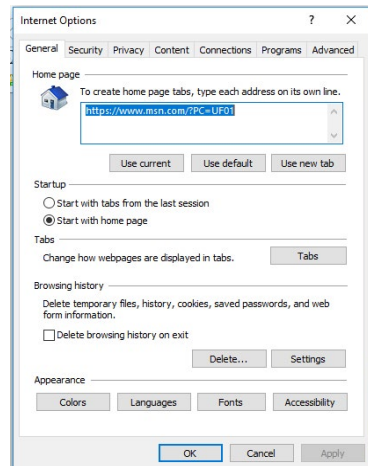 Internet Options ? X
General Security Privacy Content Connections Programs Advanced
Home page
To create home page tabs, type each address on its own line.
https://www.msn.com/?PC=UF01
Use current Use default Use new tab
Startup
Start with tabs from the last session
Start with home page
Tabs
Change how webpages are displayed in tabs. Tabs
Browsing history
Delete temporary files, history, cookies, saved passwords, and web
form information.
Delete browsing history on exit
Delete... Settings
Appearance
Colors Languages Fonts Accessibility
OK Cancel Apply